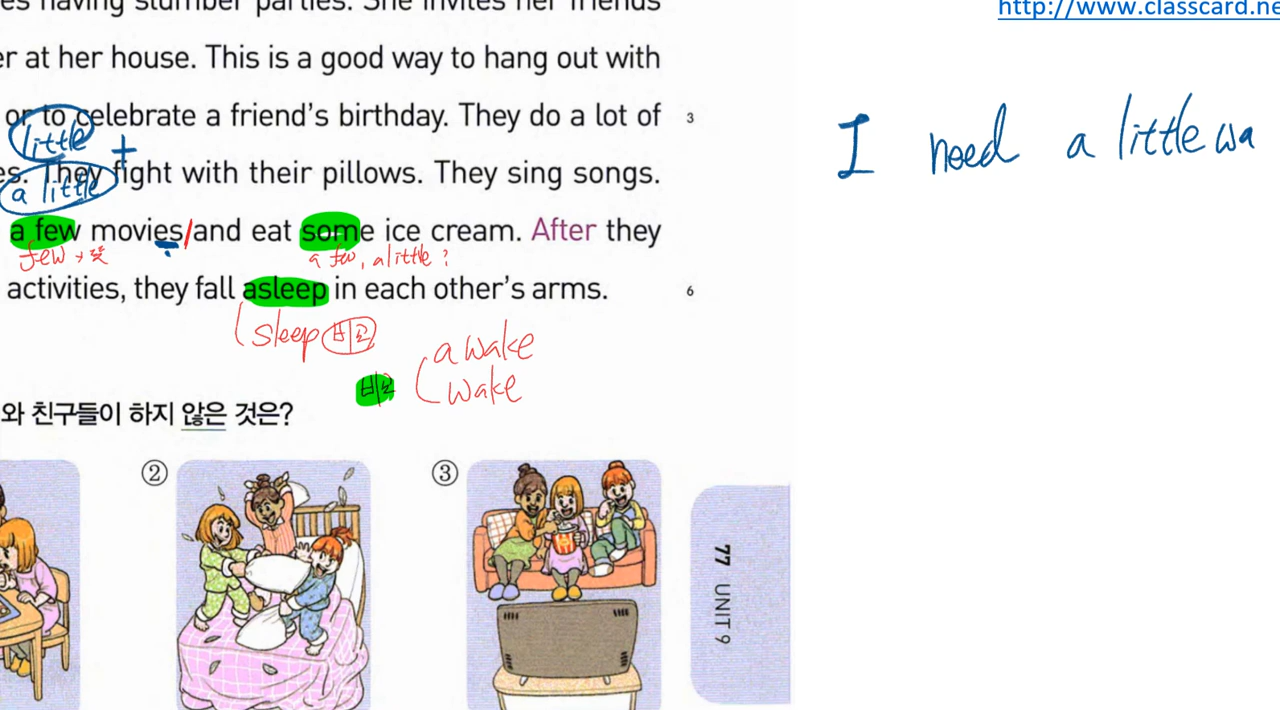 es having slumber parties. She invites her friends
http://www.classcard.ne
er at her house. This is a good way to hang out with
or to celebrate a friend's birthday. They do a lot of 3
little +
I need a little wa
es. They fight with their pillows. They sing songs.
a little
a few movies/and eat some ice cream. After they
few
a few, a little?
activities, they fall asleep in each other's arms. 6
sleep 비교
awake
비교 wake
와 친구들이 하지 않은 것은?
② ③
77 UNIT 9